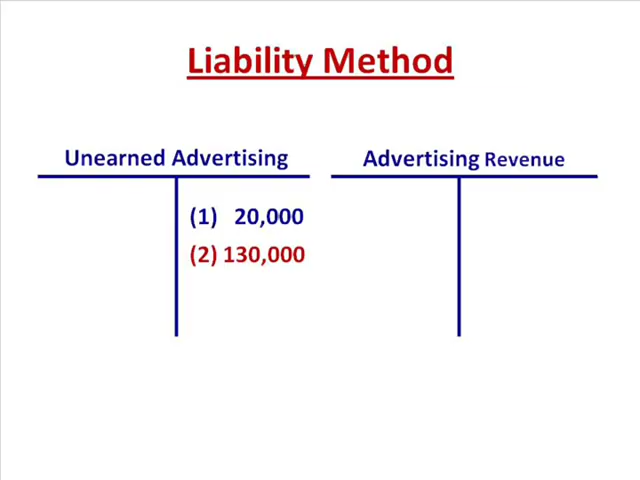 Liability Method
Unearned Advertising
Advertising Revenue
(1) 20,000
(2) 130,000